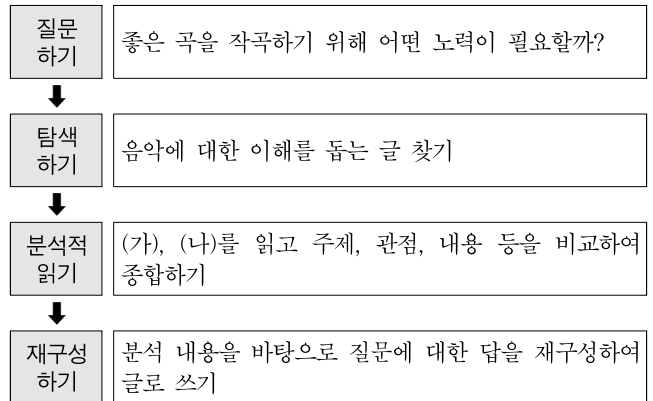 질문
하기
좋은 곡을 작곡하기 위해 어떤 노력이 필요할까?
탐색
하기
음악에 대한 이해를 돕는 글 찾기
분석적
읽기
(가), (나)를 읽고 주제, 관점, 내용 등을 비교하여
종합하기
재구성
하기
분석 내용을 바탕으로 질문에 대한 답을 재구성하여
글로 쓰기